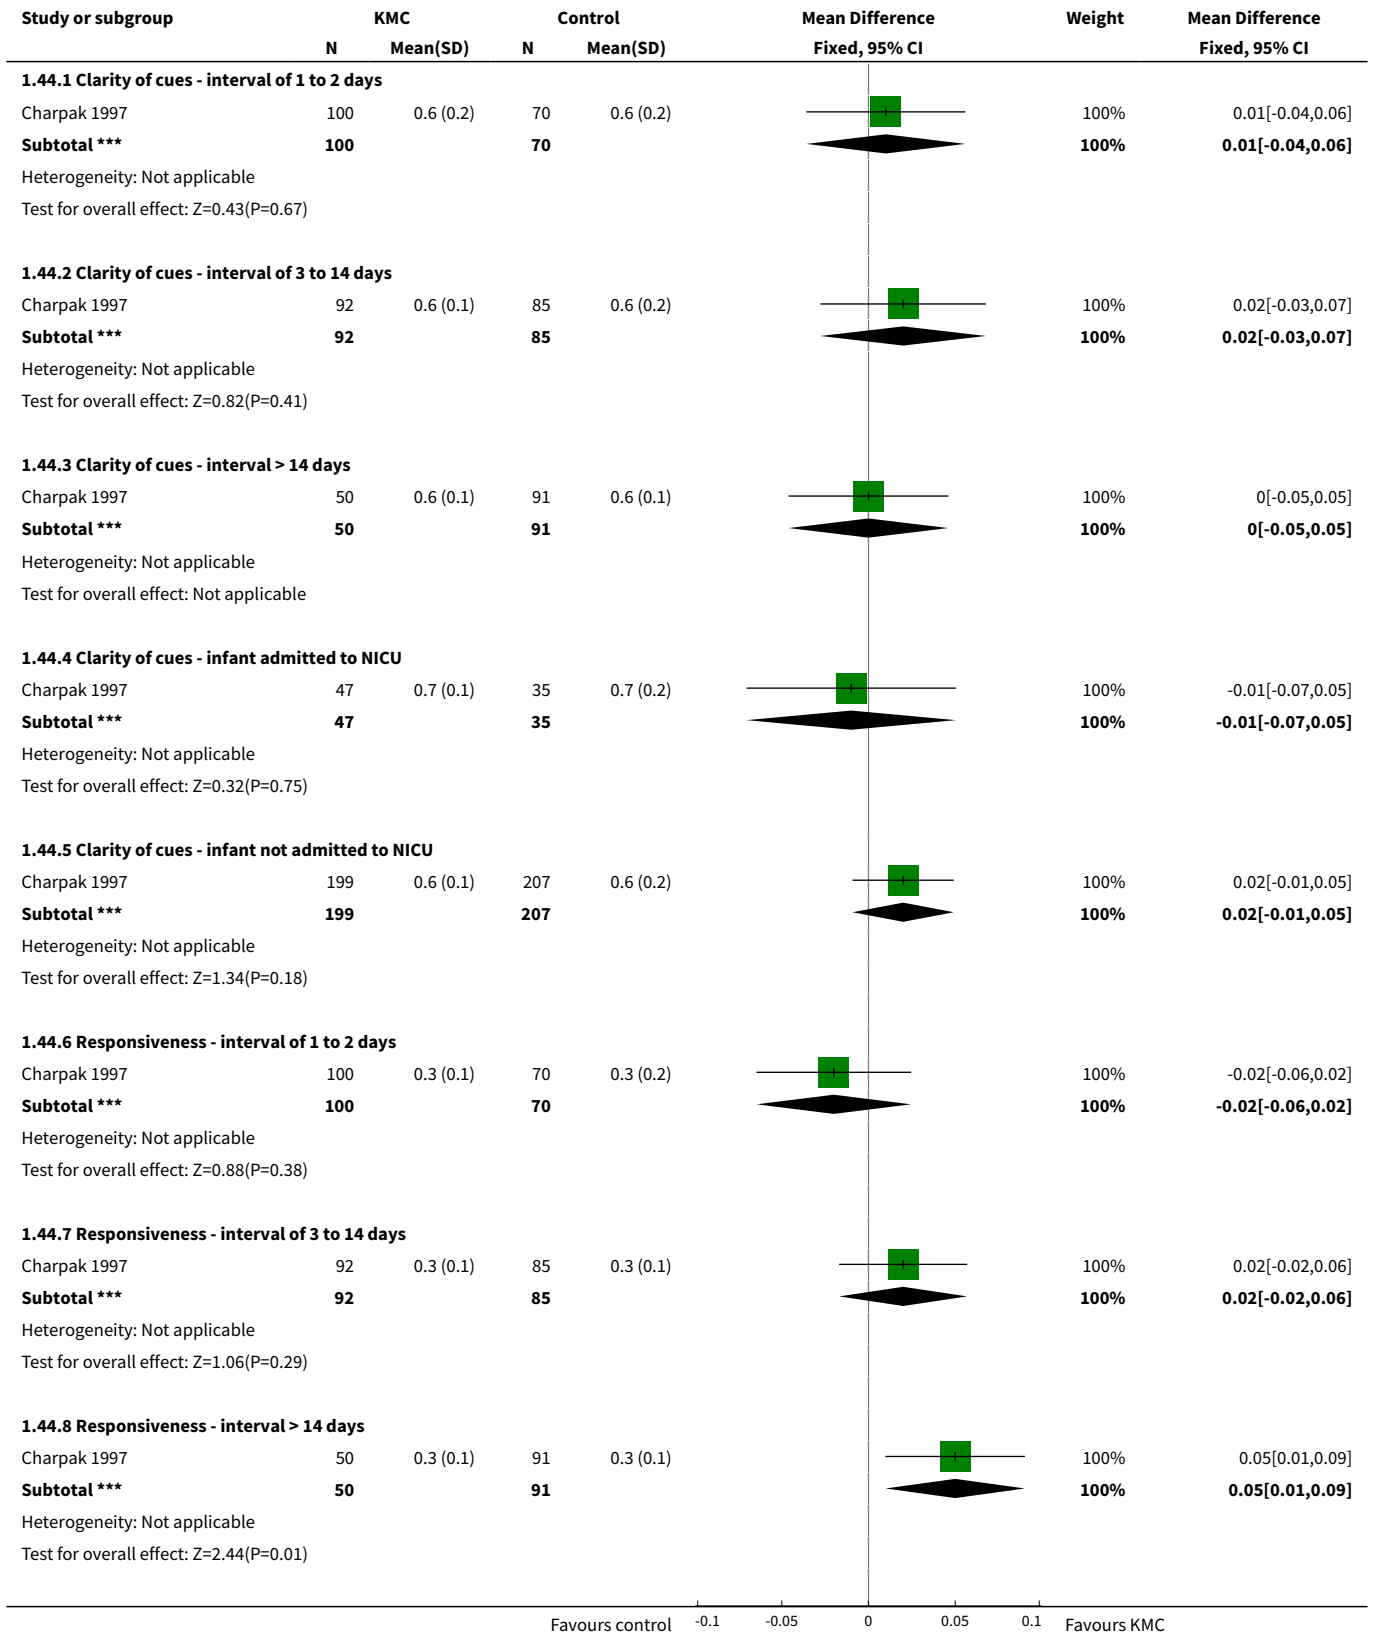 Study or subgroup KMC Control Mean Difference Weight Mean Difference
N Mean(SD) N Mean(SD) Fixed, 95% CI Fixed, 95% CI
1.44.1 Clarity of cues - interval of 1 to 2 days
Charpak 1997 100 0.6 (0.2) 70 0.6 (0.2) 100% 0.01[-0.04,0.06]
Subtotal *** 100 70 100% 0.01[-0.04,0.06]
Heterogeneity: Not applicable
Test for overall effect: Z=0.43(P=0.67)
1.44.2 Clarity of cues - interval of 3 to 14 days
Charpak 1997 92 0.6 (0.1) 85 0.6 (0.2) 100% 0.02[-0.03,0.07]
Subtotal *** 92 85 100% 0.02[-0.03,0.07]
Heterogeneity: Not applicable
Test for overall effect: Z=0.82(P=0.41)
1.44.3 Clarity of cues - interval > 14 days
Charpak 1997 50 0.6 (0.1) 91 0.6 (0.1) 100% 0[-0.05,0.05]
Subtotal *** 50 91 100% 0[-0.05,0.05]
Heterogeneity: Not applicable
Test for overall effect: Not applicable
1.44.4 Clarity of cues - infant admitted to NICU
Charpak 1997 47 0.7 (0.1) 35 0.7 (0.2) 100% -0.01[-0.07,0.05]
Subtotal *** 47 35 100% -0.01[-0.07,0.05]
Heterogeneity: Not applicable
Test for overall effect: Z=0.32(P=0.75)
1.44.5 Clarity of cues - infant not admitted to NICU
Charpak 1997 199 0.6 (0.1) 207 0.6 (0.2) 100% 0.02[-0.01,0.05]
Subtotal *** 199 207 100% 0.02[-0.01,0.05]
Heterogeneity: Not applicable
Test for overall effect: Z=1.34(P=0.18)
1.44.6 Responsiveness - interval of 1 to 2 days
Charpak 1997 100 0.3 (0.1) 70 0.3 (0.2) 100% -0.02[-0.06,0.02]
Subtotal *** 100 70 100% -0.02[-0.06,0.02]
Heterogeneity: Not applicable
Test for overall effect: Z=0.88(P=0.38)
1.44.7 Responsiveness - interval of 3 to 14 days
Charpak 1997 92 0.3 (0.1) 85 0.3 (0.1) 100% 0.02[-0.02,0.06]
Subtotal *** 92 85 100% 0.02[-0.02,0.06]
Heterogeneity: Not applicable
Test for overall effect: Z=1.06(P=0.29)
1.44.8 Responsiveness - interval > 14 days
Charpak 1997 50 0.3 (0.1) 91 0.3 (0.1) 100% 0.05[0.01,0.09]
Subtotal *** 50 91 100% 0.05[0.01,0.09]
Heterogeneity: Not applicable
Test for overall effect: Z=2.44(P=0.01)
Favours control -0.1 -0.05 0 0.05 0.1 Favours KMC